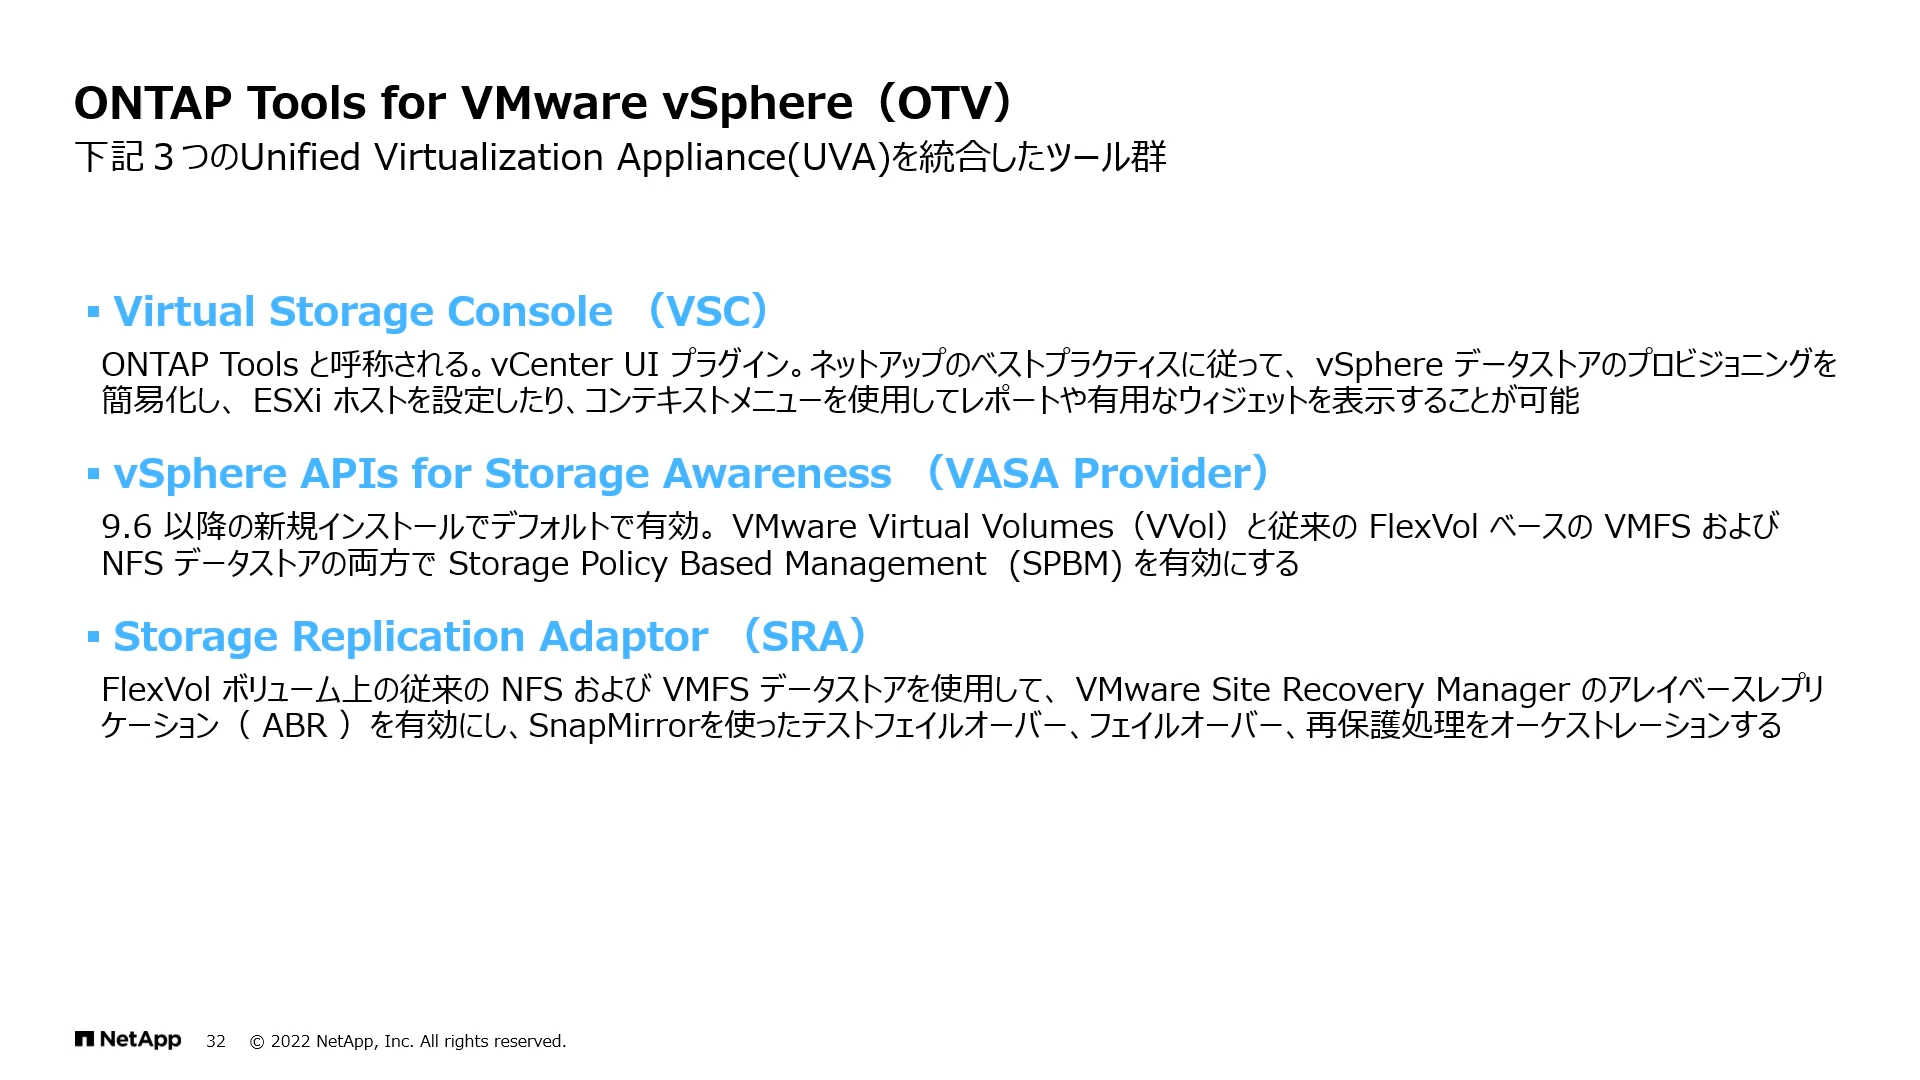 ONTAP Tools for VMware vSphere（OTV）
下記３つのUnified Virtualization Appliance(UVA)を統合したツール群
▪ Virtual Storage Console （VSC）
ONTAP Tools と呼称される。vCenter UI プラグイン。ネットアップのベストプラクティスに従って、 vSphere データストアのプロビジョニングを
簡易化し、 ESXi ホストを設定したり、コンテキストメニューを使用してレポートや有用なウィジェットを表示することが可能
▪ vSphere APIs for Storage Awareness （VASA Provider）
9.6 以降の新規インストールでデフォルトで有効。 VMware Virtual Volumes（VVol）と従来の FlexVol ベースの VMFS および
NFS データストアの両方で Storage Policy Based Management (SPBM) を有効にする
▪ Storage Replication Adaptor （SRA）
FlexVol ボリューム上の従来の NFS および VMFS データストアを使用して、 VMware Site Recovery Manager のアレイベースレプリ
ケーション（ ABR ）を有効にし、SnapMirrorを使ったテストフェイルオーバー、フェイルオーバー、再保護処理をオーケストレーションする
NetApp 32 © 2022 NetApp, Inc. All rights reserved.